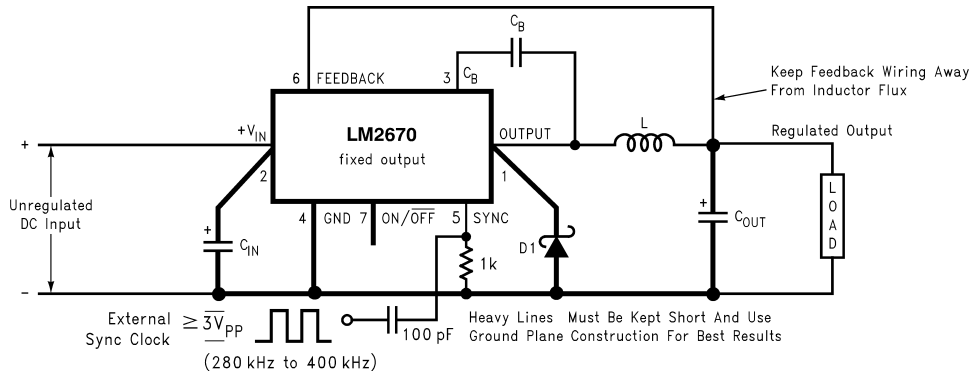 C_B
6 FEEDBACK 3 C_B
Keep Feedback Wiring Away
From Inductor Flux
+V_IN LM2670 OUTPUT L Regulated Output
fixed output
+
2 1
Unregulated
DC Input
4 GND 7 ON/OFF 5 SYNC
+ C_IN
1k
D1
+ C_OUT
LOAD
-
External
Sync Clock
≥ 3V_PP
(280 kHz to 400 kHz)
100 pF
Heavy Lines Must Be Kept Short And Use
Ground Plane Construction For Best Results